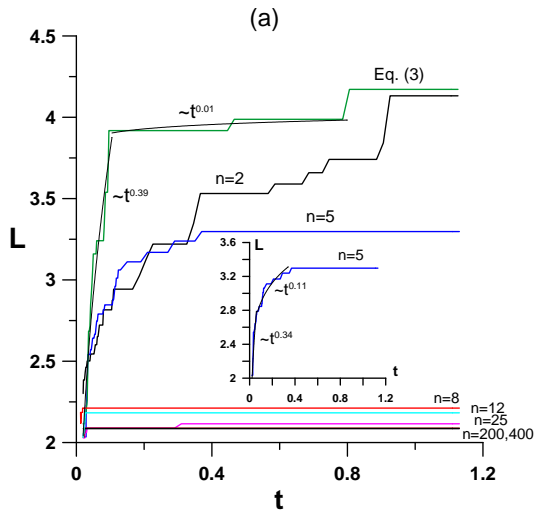 (a)
4.5
4
3.5
3
2.5
2
L
0
0.4
0.8
1.2
t
Eq. (3)
~t^0.01
~t^0.39
n=2
n=5
n=8
n=12
n=25
n=200,400
L
3.6
3.2
2.8
2.4
2
0
0.4
0.8
1.2
t
n=5
~t^0.11
~t^0.34